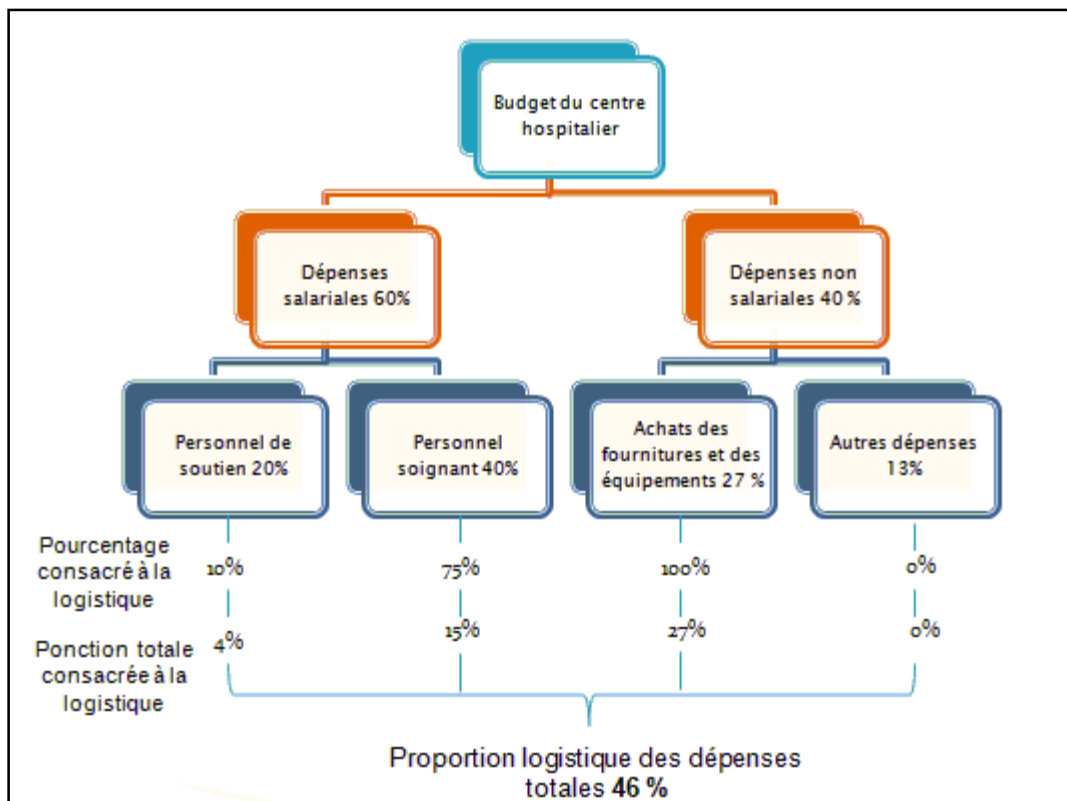 Budget du centre
hospitalier
Dépenses
salariales 60%
Dépenses non
salariales 40 %
Personnel de
soutien 20%
Personnel
soignant 40%
Achats des
fournitures et des
équipements 27 %
Autres dépenses
13%
Pourcentage
consacré à la
logistique
10%
75%
100%
0%
Ponction totale
consacrée à la
logistique
4%
15%
27%
0%
Proportion logistique des dépenses
totales 46 %